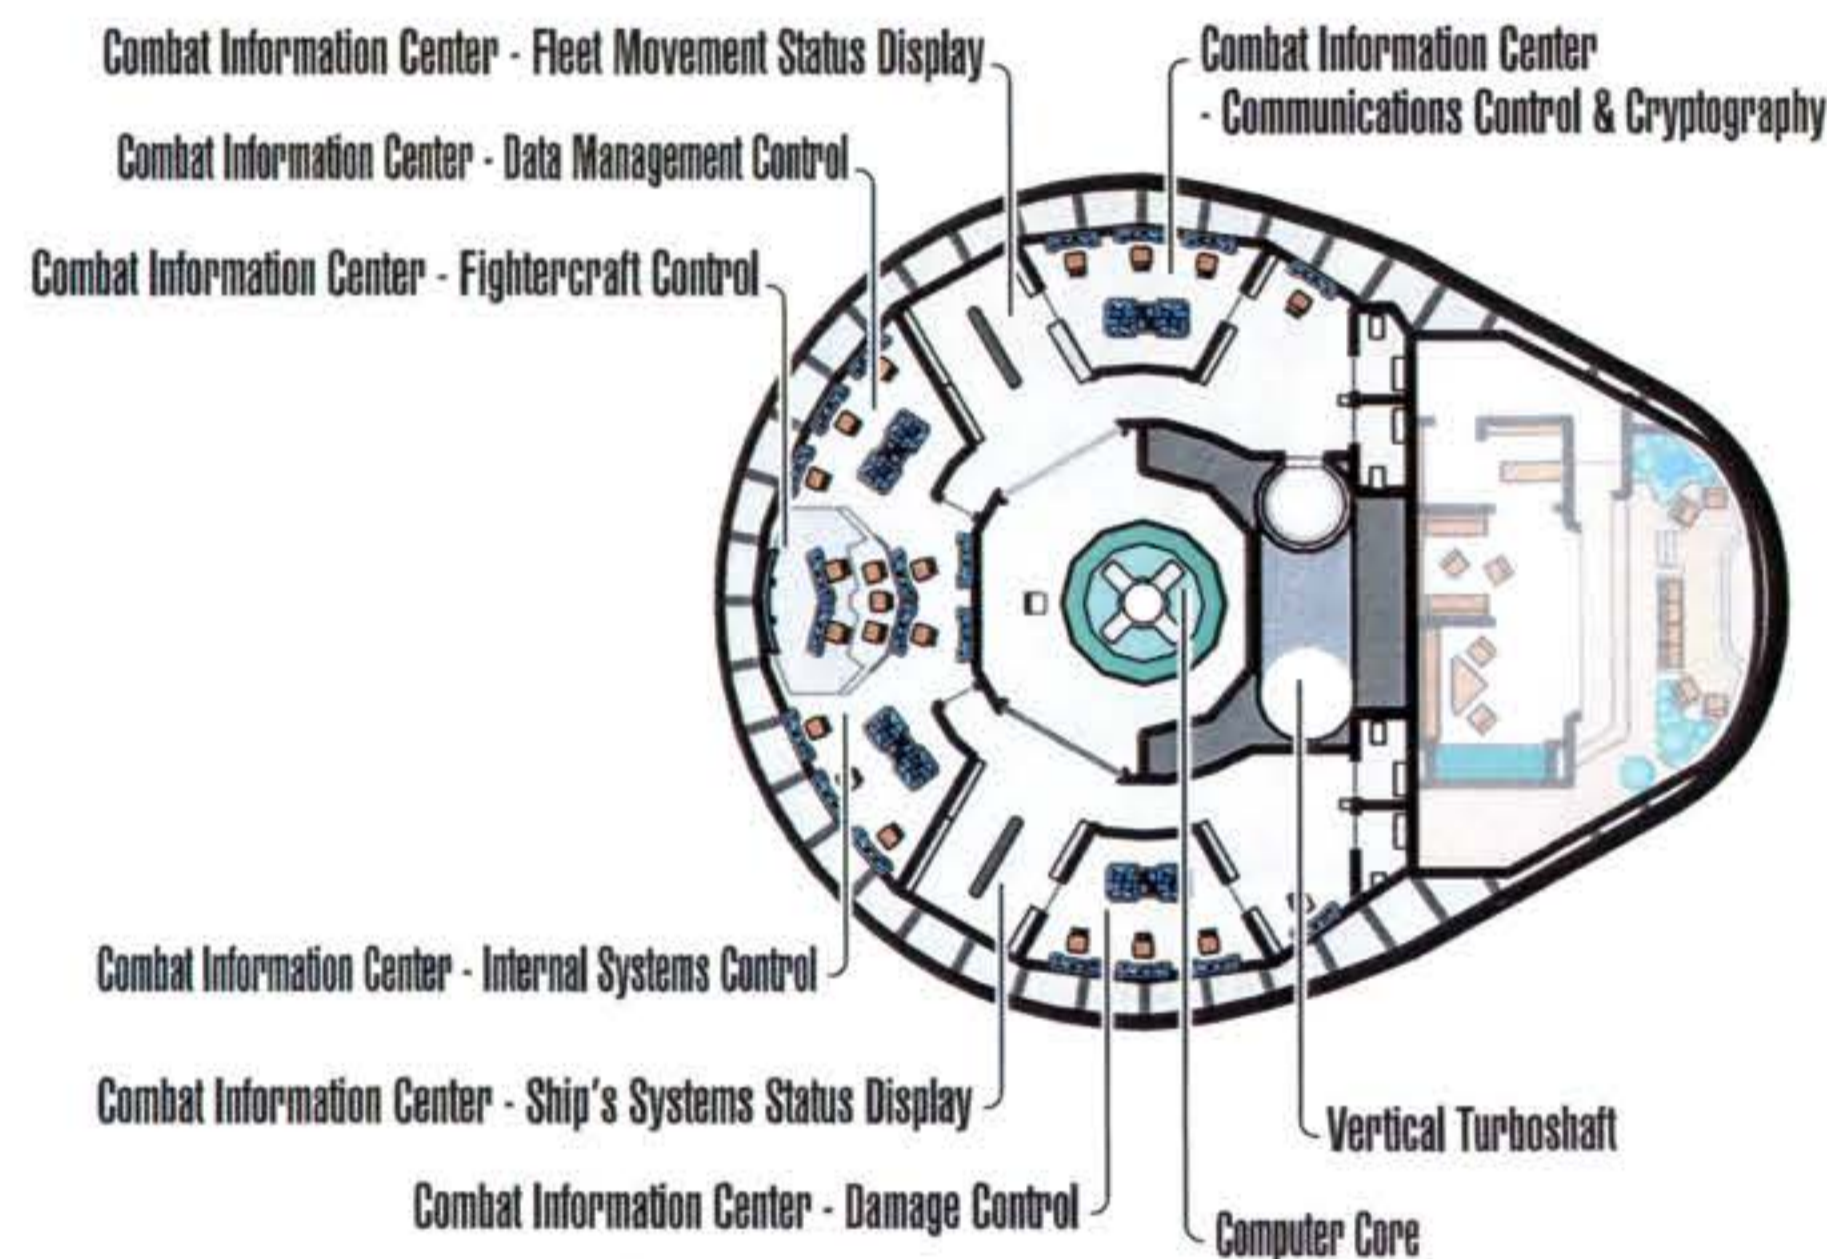 Combat Information Center - Fleet Movement Status Display
Combat Information Center
- Communications Control & Cryptography
Combat Information Center - Data Management Control
Combat Information Center - Fightercraft Control
Combat Information Center - Internal Systems Control
Combat Information Center - Ship's Systems Status Display
Vertical Turboshaft
Combat Information Center - Damage Control
Computer Core